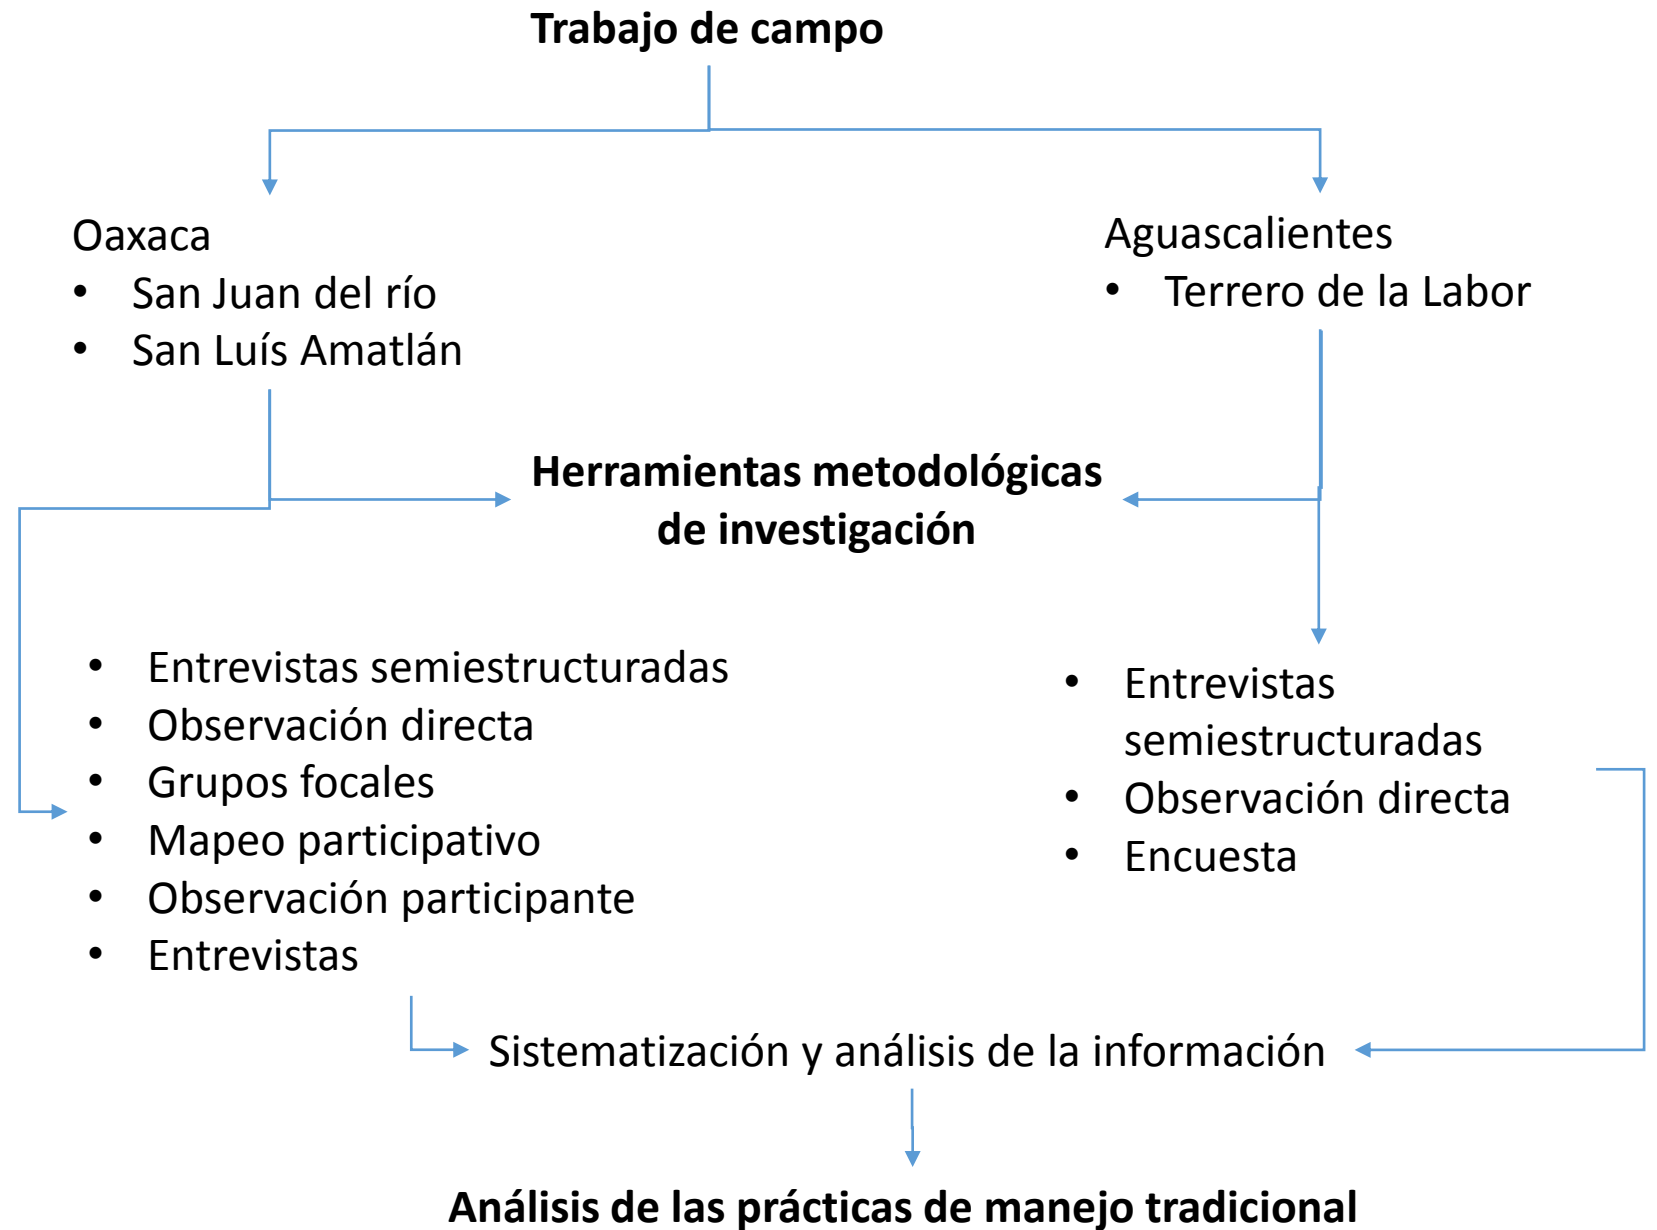 Trabajo de campo
Oaxaca
• San Juan del río
• San Luís Amatlán
Aguascalientes
• Terrero de la Labor
Herramientas metodológicas
de investigación
• Entrevistas semiestructuradas
• Observación directa
• Grupos focales
• Mapeo participativo
• Observación participante
• Entrevistas
• Entrevistas
semiestructuradas
• Observación directa
• Encuesta
Sistematización y análisis de la información
Análisis de las prácticas de manejo tradicional